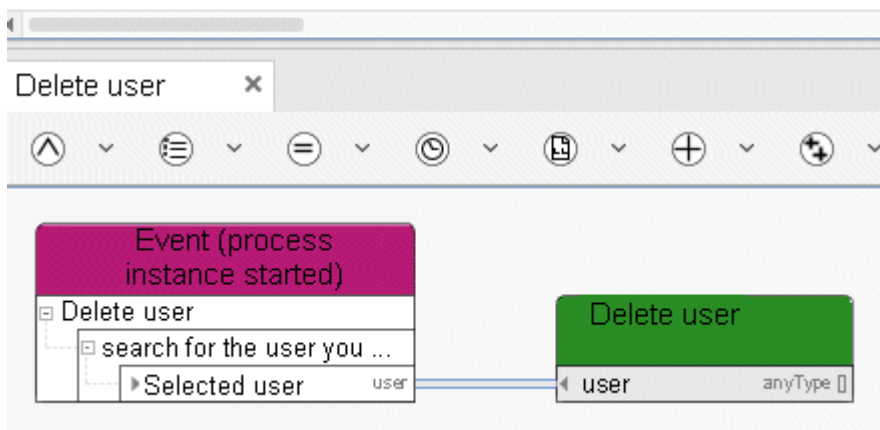 Delete user
Event (process
instance started)
Delete user
search for the user you ...
Selected user user
Delete user
user anyType []